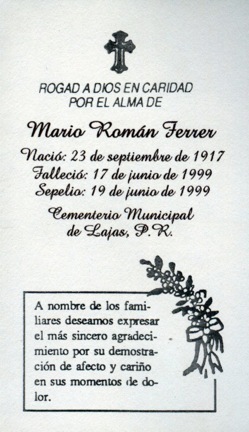 ROGAD A DIOS EN CARIDAD
POR EL ALMA DE
Mario Román Ferrer
Nació: 23 de septiembre de 1917
Falleció: 17 de junio de 1999
Sepelio: 19 de junio de 1999
Cementerio Municipal
de Lajas, P.R.
A nombre de los fami-
liares deseamos expresar
el más sincero agradeci-
miento por su demostra-
ción de afecto y cariño
en sus momentos de do-
lor.